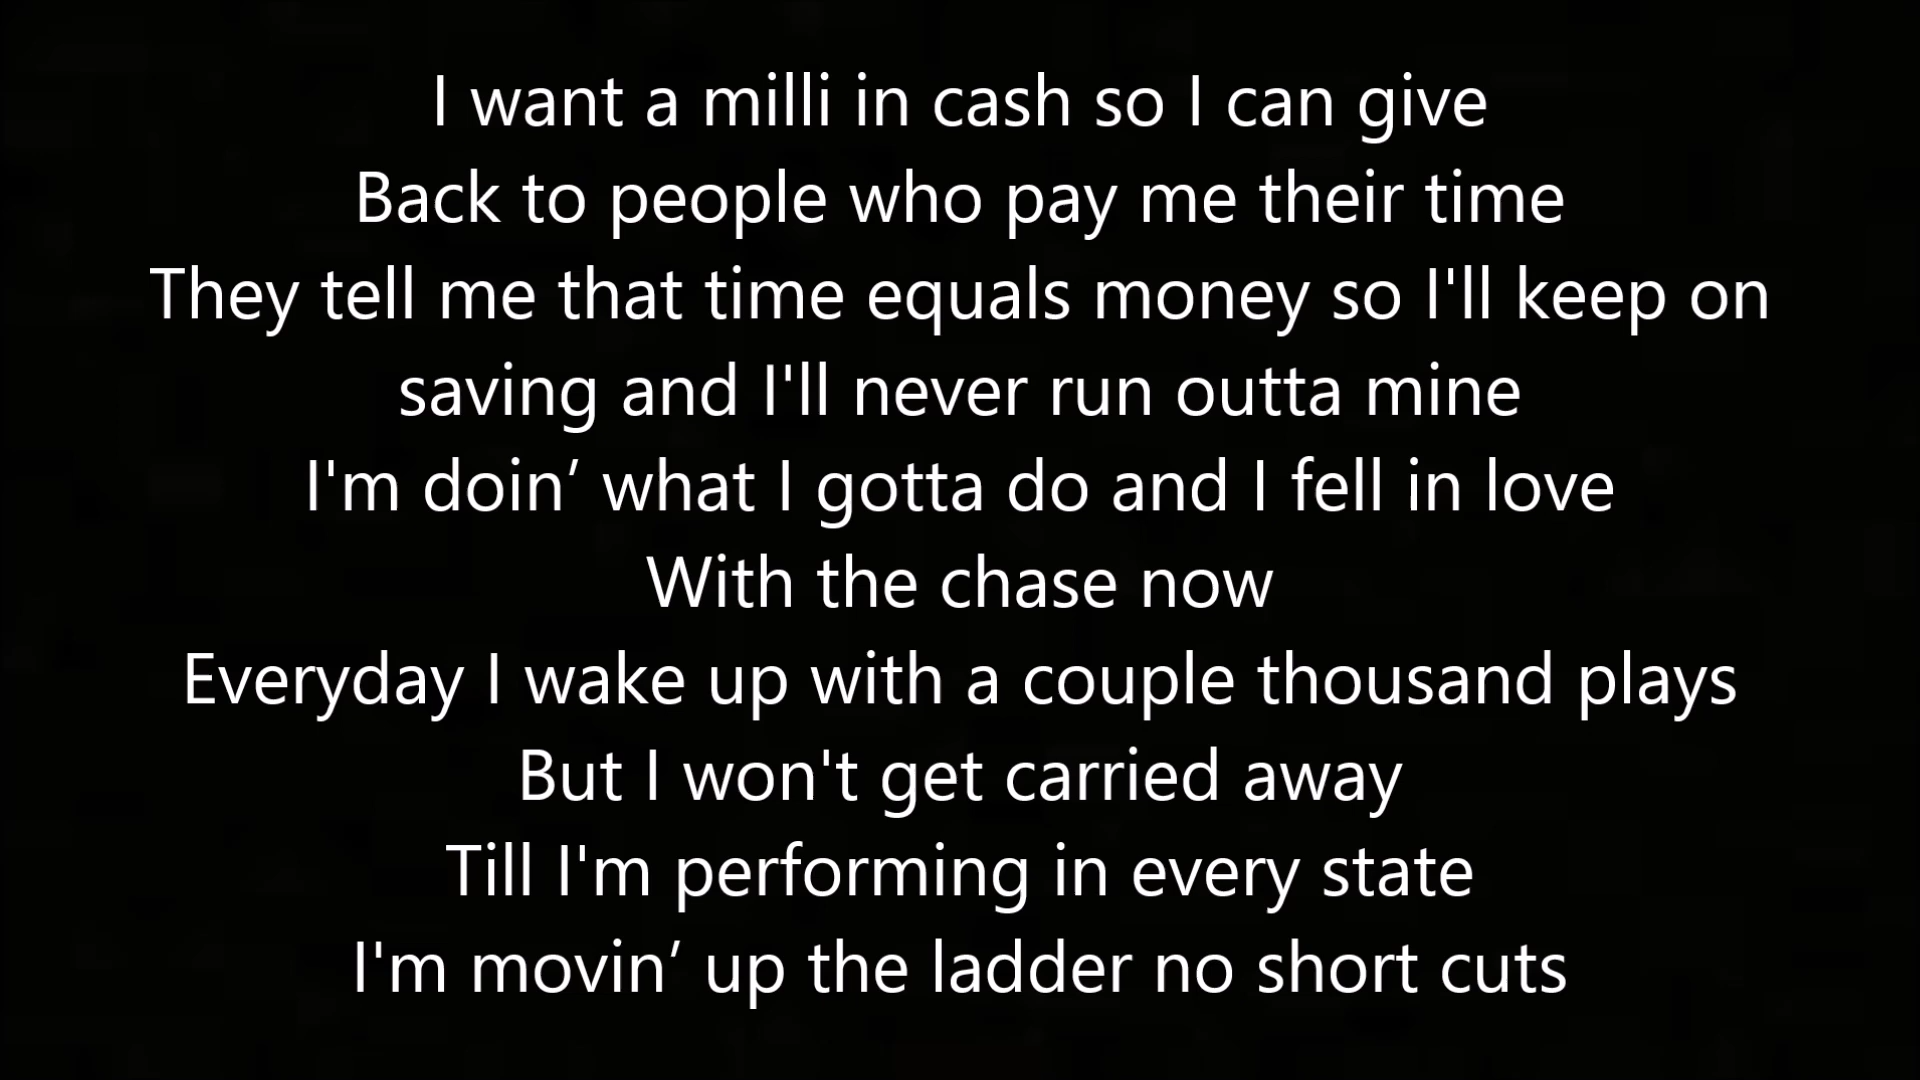 I want a milli in cash so I can give
Back to people who pay me their time
They tell me that time equals money so I'll keep on
saving and I'll never run outta mine
I'm doin’ what I gotta do and I fell in love
With the chase now
Everyday I wake up with a couple thousand plays
But I won't get carried away
Till I'm performing in every state
I'm movin’ up the ladder no short cuts